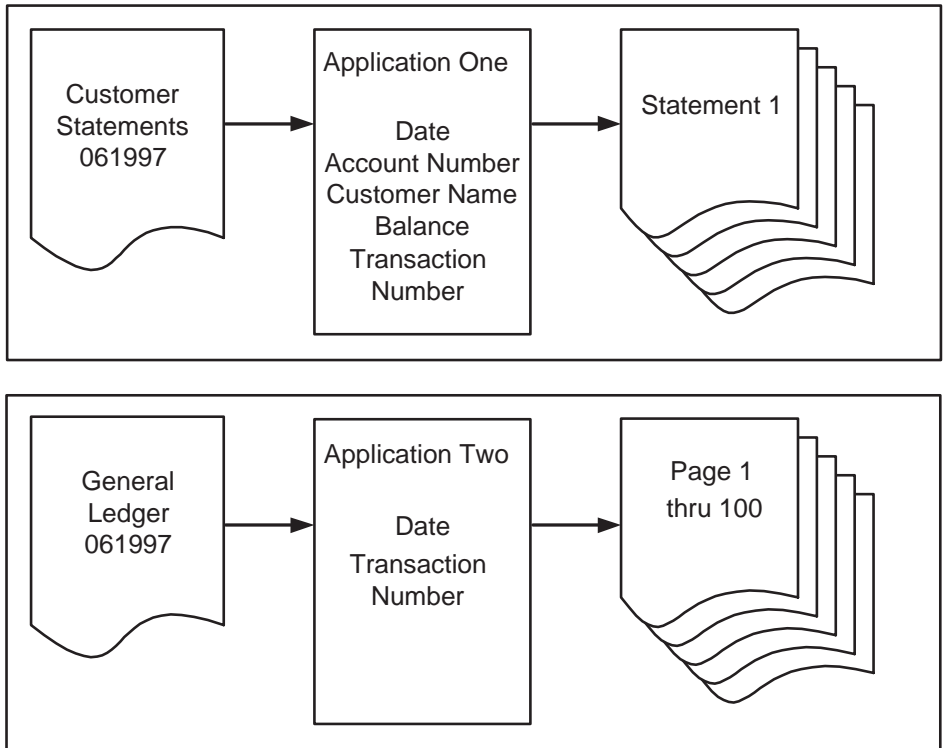 Customer
Statements
061997
Application One
Date
Account Number
Customer Name
Balance
Transaction
Number
Statement 1
General
Ledger
061997
Application Two
Date
Transaction
Number
Page 1
thru 100